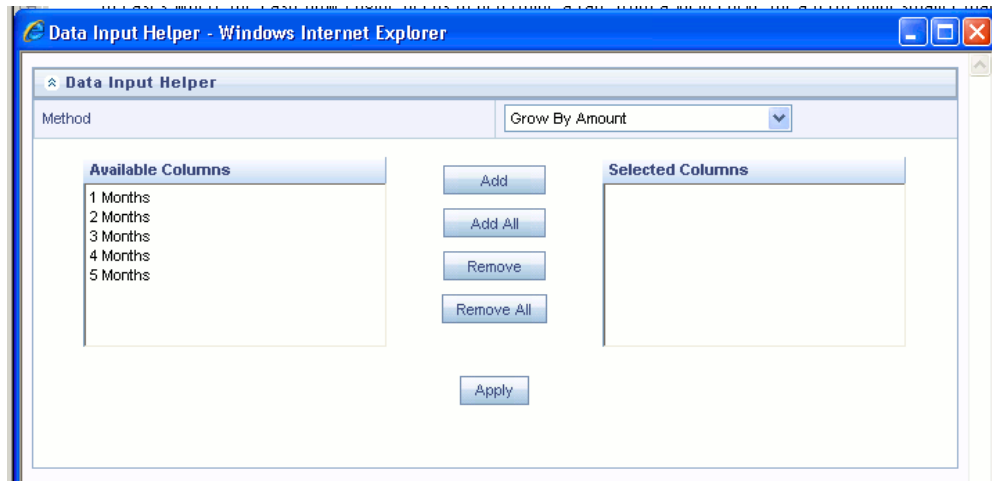 Data Input Helper - Windows Internet Explorer
Data Input Helper
Method
Grow By Amount
Available Columns
1 Months
2 Months
3 Months
4 Months
5 Months
Add
Add All
Remove
Remove All
Selected Columns
Apply